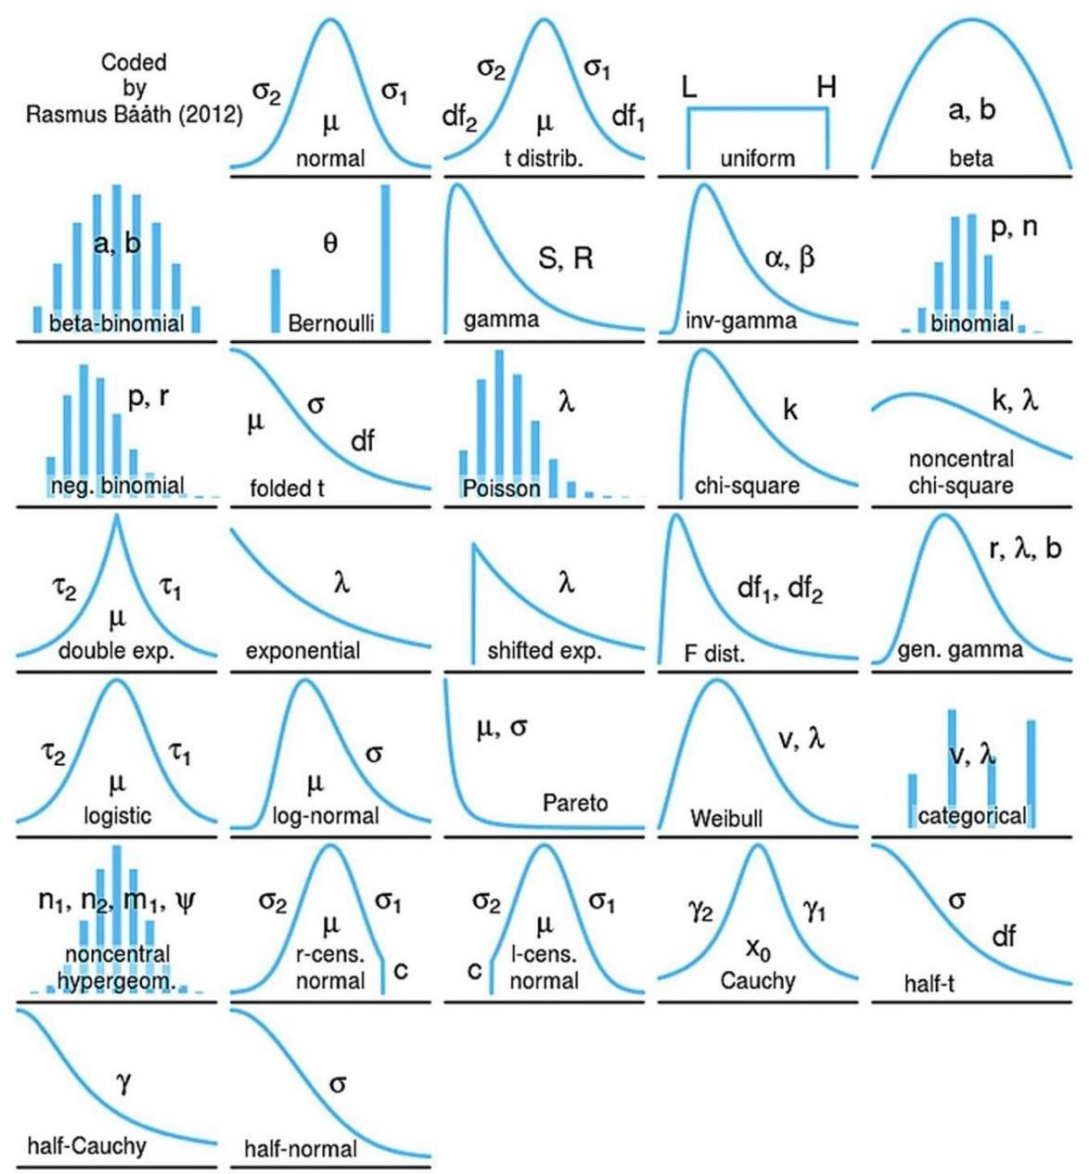 Coded
by
Rasmus Bååth (2012)
σ₂ σ₁
μ
normal
σ₂ σ₁
df₂ μ df₁
t distrib.
L H
uniform
a, b
beta
a, b
beta-binomial
θ
Bernoulli
S, R
gamma
α, β
inv-gamma
p, n
binomial
p, r
neg. binomial
μ σ df
folded t
λ
Poisson
k
chi-square
k, λ
noncentral
chi-square
τ₂ τ₁
μ
double exp.
λ
exponential
λ
shifted exp.
df₁, df₂
F dist.
r, λ, b
gen. gamma
τ₂ τ₁
μ
logistic
σ
μ
log-normal
μ, σ
Pareto
v, λ
Weibull
v, λ
categorical
n₁, n₂, m₁, ψ
noncentral
hypergeom.
σ₂ σ₁
μ
r-cens.
normal c
σ₂ σ₁
μ
l-cens.
c normal
γ₂ γ₁
x₀
Cauchy
σ
df
half-t
γ
half-Cauchy
σ
half-normal